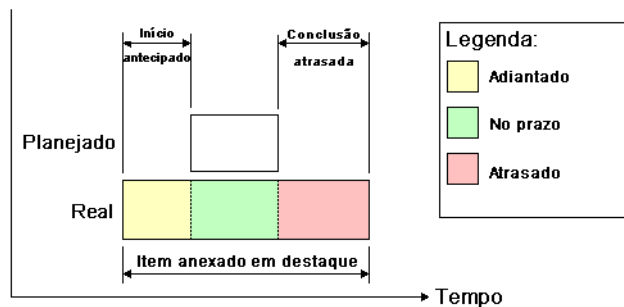 Início
antecipado
Conclusão
atrasada
Planejado
Real
Item anexado em destaque
Tempo
Legenda:
Adiantado
No prazo
Atrasado